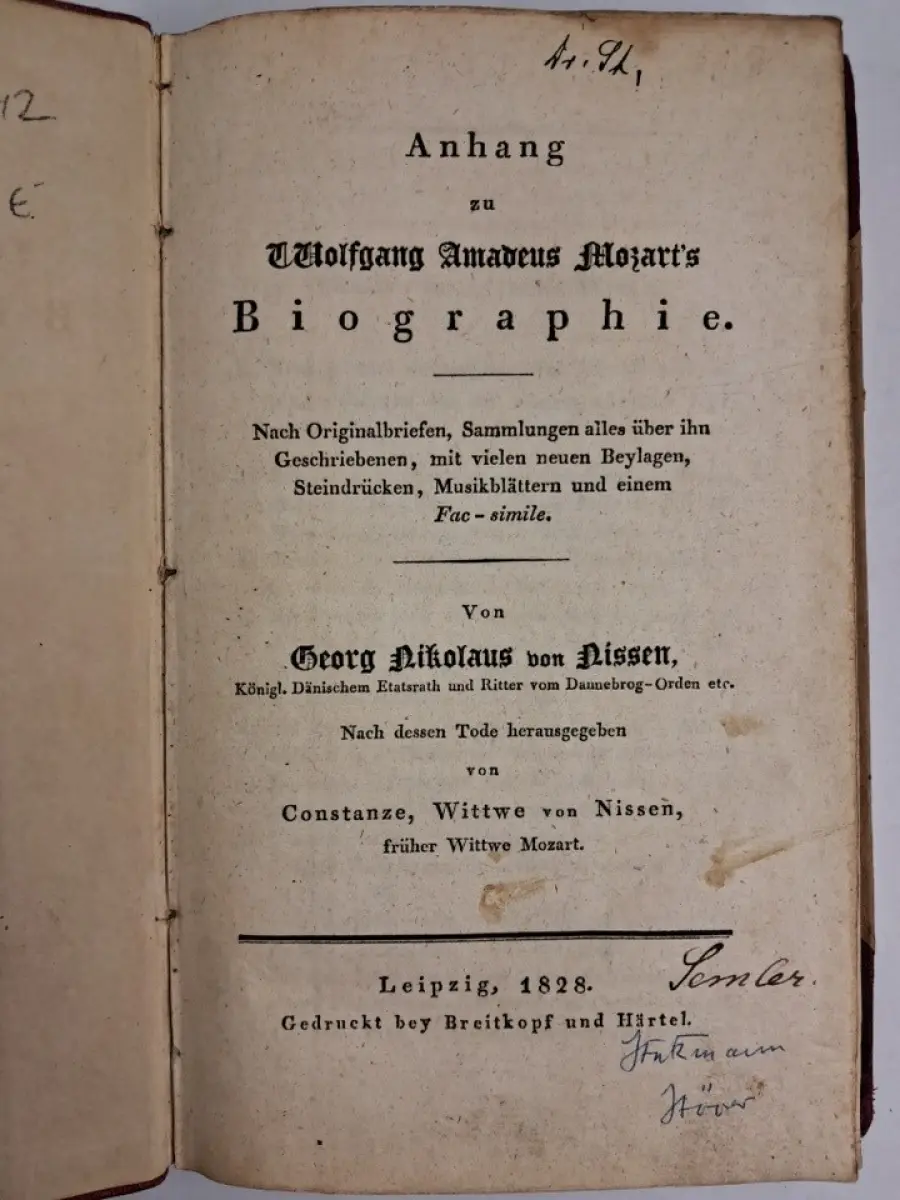 12
€
Dr. St,
Anhang
zu
Wolfgang Amadeus Mozart's
Biographie.
Nach Originalbriefen, Sammlungen alles über ihn
Geschriebenen, mit vielen neuen Beylagen,
Steindrücken, Musikblättern und einem
Fac-simile.
Von
Georg Nikolaus von Nissen,
Königl. Dänischem Etatsrath und Ritter vom Dannebrog-Orden etc.
Nach dessen Tode herausgegeben
von
Constanze, Wittwe von Nissen,
früher Wittwe Mozart.
Leipzig, 1828.
Semler.
Gedruckt bey Breitkopf und Härtel.